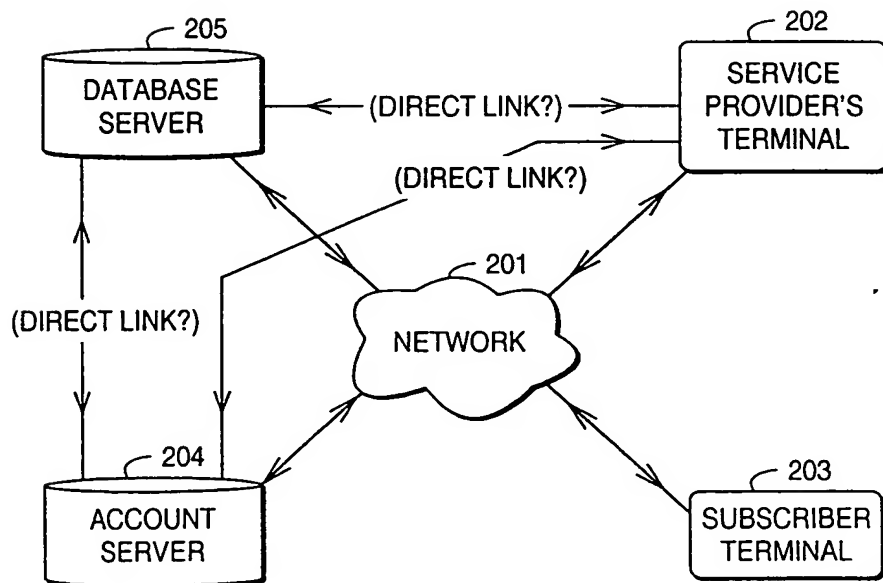 205
DATABASE
SERVER
202
SERVICE
PROVIDER'S
TERMINAL
(DIRECT LINK?)
(DIRECT LINK?)
201
NETWORK
(DIRECT LINK?)
204
ACCOUNT
SERVER
203
SUBSCRIBER
TERMINAL